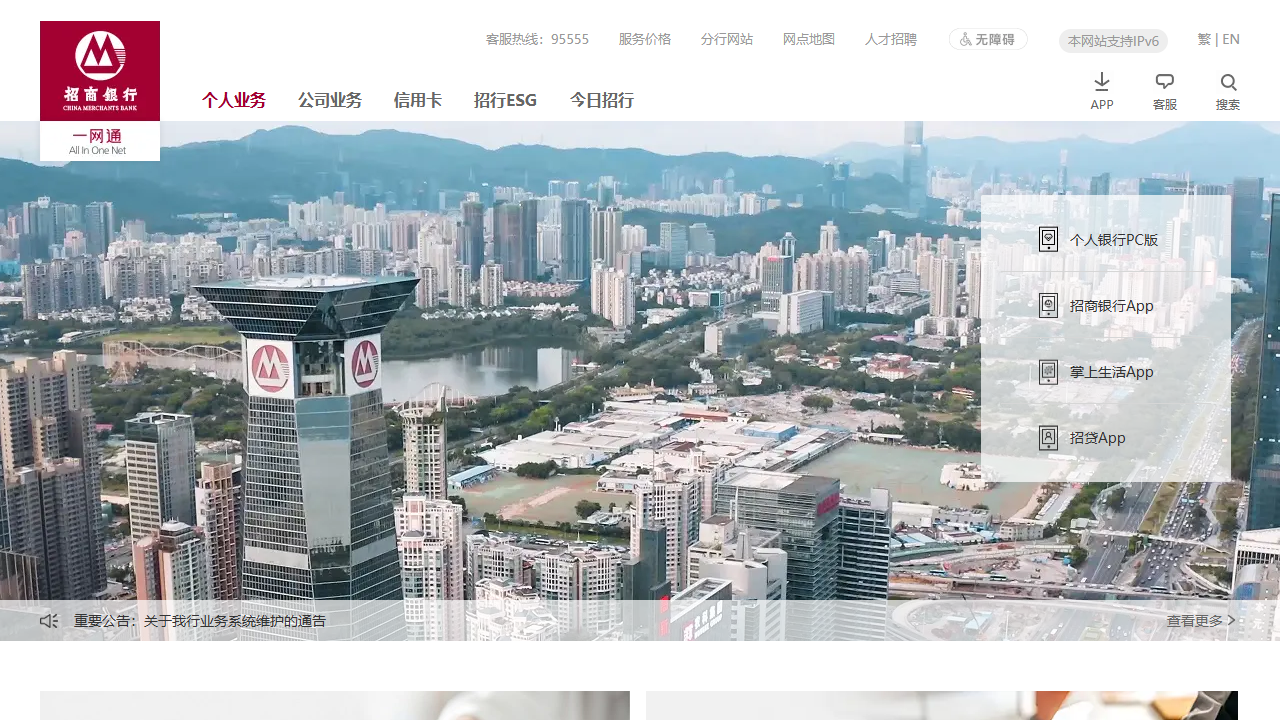 招商银行
CHINA MERCHANTS BANK
一网通
All In One Net
客服热线：95555
服务价格
分行网站
网点地图
人才招聘
无障碍
本网站支持IPv6
繁 | EN
个人业务
公司业务
信用卡
招行ESG
今日招行
APP
客服
搜索
个人银行PC版
招商银行App
掌上生活App
招贷App
重要公告：关于我行业务系统维护的通告
查看更多